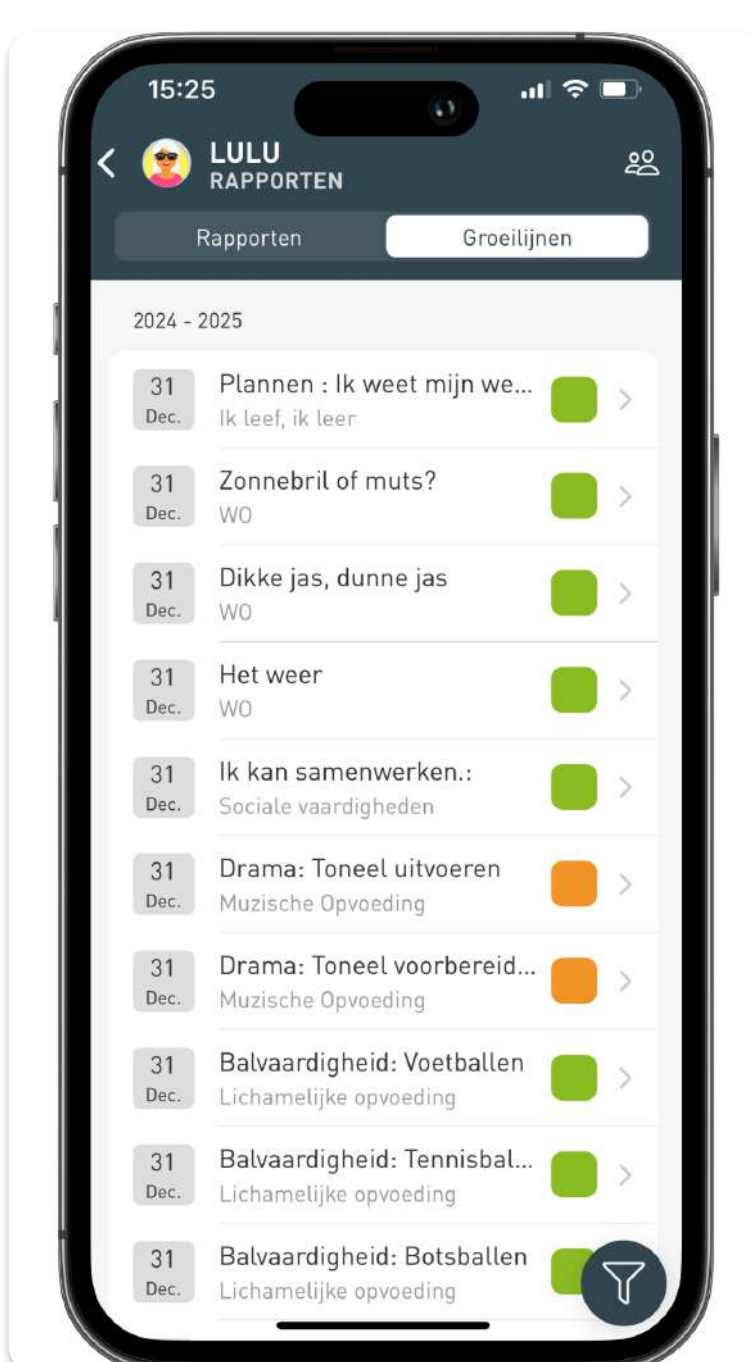 15:25
LULU
RAPPORTEN
Rapporten
Groeilijnen
2024 - 2025
31 Plannen : Ik weet mijn we...
Dec. Ik leef, ik leer
31 Zonnebril of muts?
Dec. WO
31 Dikke jas, dunne jas
Dec. WO
31 Het weer
Dec. WO
31 Ik kan samenwerken.:
Dec. Sociale vaardigheden
31 Drama: Toneel uitvoeren
Dec. Muzische Opvoeding
31 Drama: Toneel voorbereid...
Dec. Muzische Opvoeding
31 Balvaardigheid: Voetballen
Dec. Lichamelijke opvoeding
31 Balvaardigheid: Tennisbal...
Dec. Lichamelijke opvoeding
31 Balvaardigheid: Botsballen
Dec. Lichamelijke opvoeding